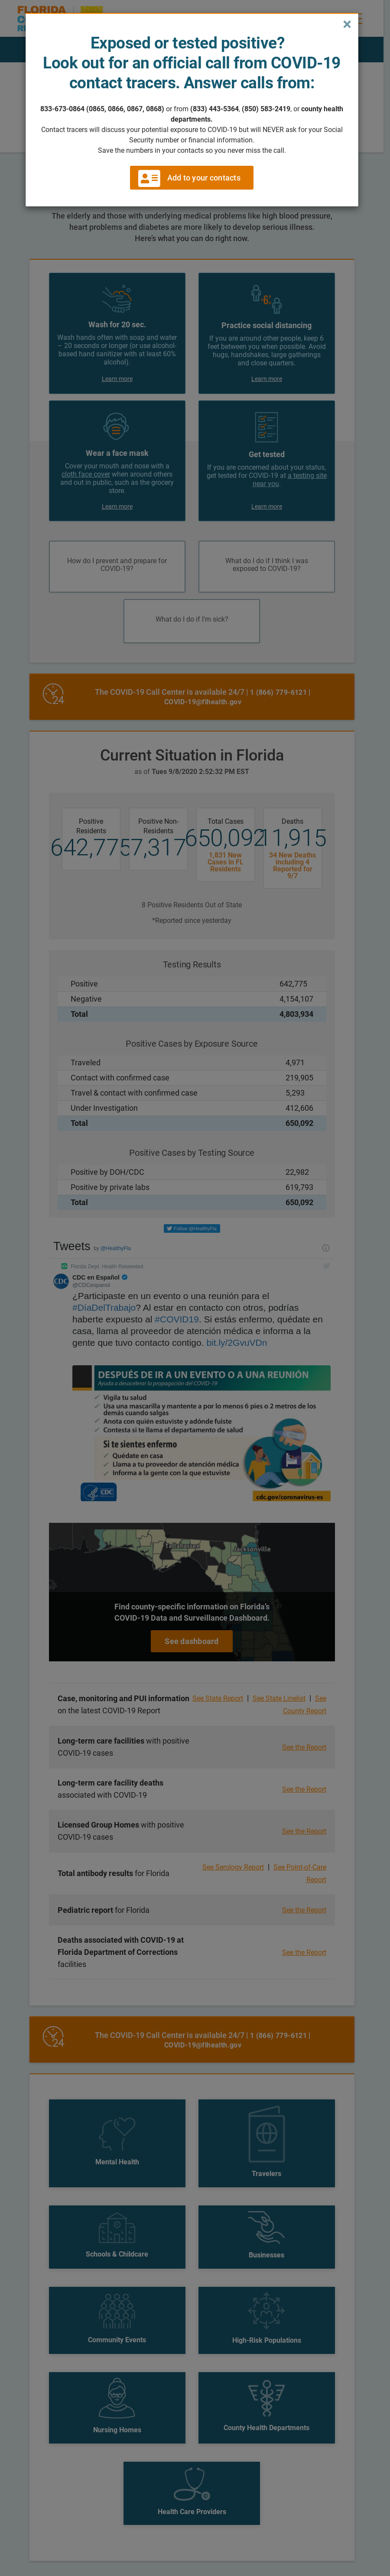 FLORIDA
×
Exposed or tested positive?
Look out for an official call from COVID-19
contact tracers. Answer calls from:
833-673-0864 (0865, 0866, 0867, 0868) or from (833) 443-5364, (850) 583-2419, or county health
departments.
Contact tracers will discuss your potential exposure to COVID-19 but will NEVER ask for your Social
Security number or financial information.
Save the numbers in your contacts so you never miss the call.
Add to your contacts
The elderly and those with underlying medical problems like high blood pressure,
heart problems and diabetes are more likely to develop serious illness.
Here's what you can do right now.
Wash for 20 sec.
Wash hands often with soap and water
– 20 seconds or longer (or use alcohol-
based hand sanitizer with at least 60%
alcohol).
Learn more
Practice social distancing
If you are around other people, keep 6
feet between you when possible. Avoid
hugs, handshakes, large gatherings
and close quarters.
Learn more
Wear a face mask
Cover your mouth and nose with a
cloth face cover when around others
and out in public, such as the grocery
store.
Learn more
Get tested
If you are concerned about your status,
get tested for COVID-19 at a testing site
near you
Learn more
How do I prevent and prepare for
COVID-19?
What do I do if I think I was
exposed to COVID-19?
What do I do if I'm sick?
24
The COVID-19 Call Center is available 24/7 | 1 (866) 779-6121 |
COVID-19@flhealth.gov
Current Situation in Florida
as of Tues 9/8/2020 2:52:32 PM EST
Positive
Residents
642,775
Positive Non-
Residents
7,317
Total Cases
650,092
1,831 New
Cases in FL
Residents
Deaths
11,915
34 New Deaths
including 4
Reported for
9/7
8 Positive Residents Out of State
*Reported since yesterday
Testing Results
Positive 642,775
Negative 4,154,107
Total 4,803,934
Positive Cases by Exposure Source
Traveled 4,971
Contact with confirmed case 219,905
Travel & contact with confirmed case 5,293
Under Investigation 412,606
Total 650,092
Positive Cases by Testing Source
Positive by DOH/CDC 22,982
Positive by private labs 619,793
Total 650,092
Follow @HealthyFla
Tweets by @HealthyFla
Florida Dept. Health Retweeted
CDC en Español
@CDCespanol
¿Participaste en un evento o una reunión para el
#DíaDelTrabajo? Al estar en contacto con otros, podrías
haberte expuesto al #COVID19. Si estás enfermo, quédate en
casa, llama al proveedor de atención médica e informa a la
gente que tuvo contacto contigo. bit.ly/2GvuVDn
DESPUÉS DE IR A UN EVENTO O A UNA REUNIÓN
Ayuda a desacelerar la propagación del COVID-19
Vigila tu salud
Usa una mascarilla y mantente a por lo menos 6 pies o 2 metros de los
demás cuando salgas
Anota con quién estuviste y adónde fuiste
Contesta si te llama el departamento de salud
Si te sientes enfermo
Quédate en casa
Llama a tu proveedor de atención médica
Informa a la gente con la que estuviste
CDC
cdc.gov/coronavirus-es
Tallahassee
Jacksonville
Find county-specific information on Florida's
COVID-19 Data and Surveillance Dashboard.
See dashboard
Case, monitoring and PUI information
on the latest COVID-19 Report
See State Report | See State Linelist | See
County Report
Long-term care facilities with positive
COVID-19 cases
See the Report
Long-term care facility deaths
associated with COVID-19
See the Report
Licensed Group Homes with positive
COVID-19 cases
See the Report
Total antibody results for Florida
See Serology Report | See Point-of-Care
Report
Pediatric report for Florida
See the Report
Deaths associated with COVID-19 at
Florida Department of Corrections
facilities
See the Report
24
The COVID-19 Call Center is available 24/7 | 1 (866) 779-6121 |
COVID-19@flhealth.gov
Mental Health
Travelers
Schools & Childcare
Businesses
Community Events
High-Risk Populations
Nursing Homes
County Health Departments
Health Care Providers